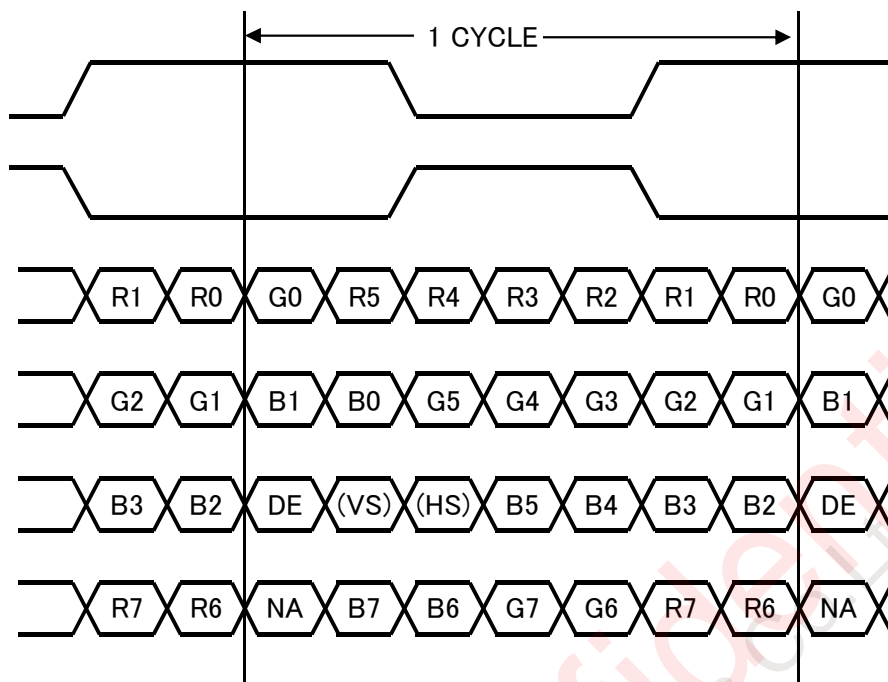 1 CYCLE
R1 R0 G0 R5 R4 R3 R2 R1 R0 G0
G2 G1 B1 B0 G5 G4 G3 G2 G1 B1
B3 B2 DE (VS) (HS) B5 B4 B3 B2 DE
R7 R6 NA B7 B6 G7 G6 R7 R6 NA